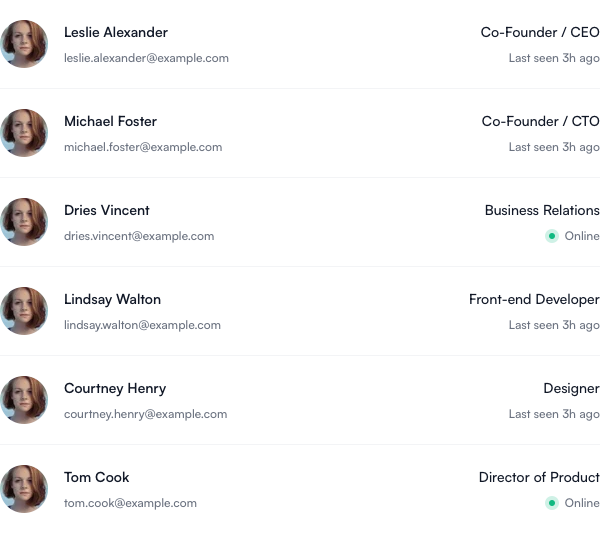 Leslie Alexander
Co-Founder / CEO
leslie.alexander@example.com
Last seen 3h ago
Michael Foster
Co-Founder / CTO
michael.foster@example.com
Last seen 3h ago
Dries Vincent
Business Relations
dries.vincent@example.com
Online
Lindsay Walton
Front-end Developer
lindsay.walton@example.com
Last seen 3h ago
Courtney Henry
Designer
courtney.henry@example.com
Last seen 3h ago
Tom Cook
Director of Product
tom.cook@example.com
Online